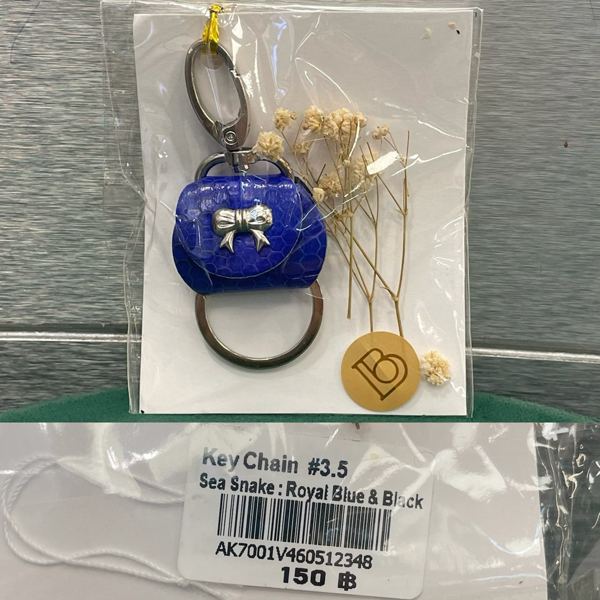 B
Key Chain #3.5
Sea Snake : Royal Blue & Black
AK7001V460512348
150 ฿